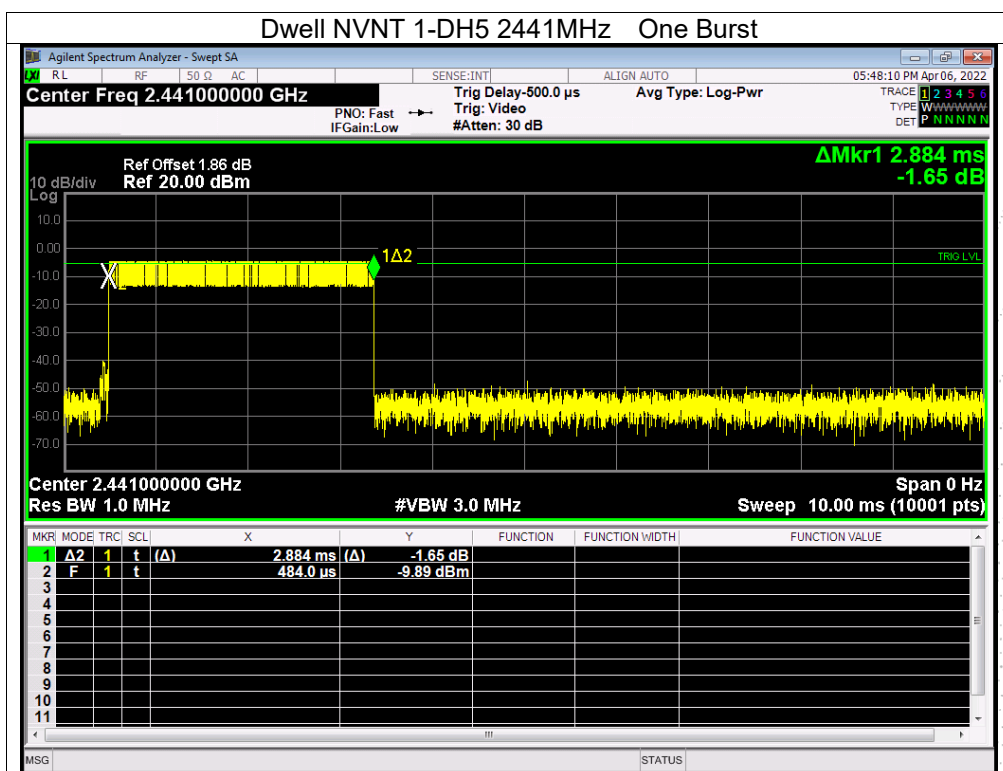 Dwell NVNT 1-DH5 2441MHz One Burst
Agilent Spectrum Analyzer - Swept SA
LXI RL RF 50 Ω AC SENSE:INT ALIGN AUTO 05:48:10 PM Apr 06, 2022
Center Freq 2.441000000 GHz Trig Delay-500.0 µs Avg Type: Log-Pwr TRACE 1 2 3 4 5 6
PNO: Fast Trig: Video TYPE WWWWWW
IFGain:Low #Atten: 30 dB DET P N N N N N
ΔMkr1 2.884 ms
-1.65 dB
Ref Offset 1.86 dB
10 dB/div Ref 20.00 dBm
Log
10.0
0.00
1Δ2
TRIG LVL
-10.0
-20.0
-30.0
-40.0
-50.0
-60.0
-70.0
Center 2.441000000 GHz Span 0 Hz
Res BW 1.0 MHz #VBW 3.0 MHz Sweep 10.00 ms (10001 pts)
MKR MODE TRC SCL X Y FUNCTION FUNCTION WIDTH FUNCTION VALUE
1 Δ2 1 t (Δ) 2.884 ms (Δ) -1.65 dB
2 F 1 t 484.0 µs -9.89 dBm
3
4
5
6
7
8
9
10
11
MSG STATUS